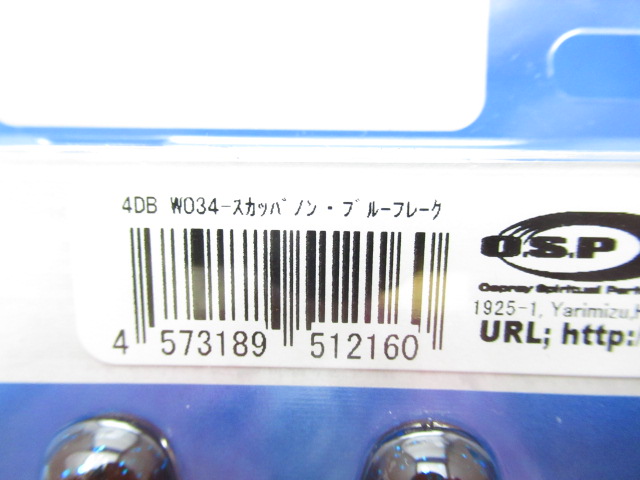 4DB W034-ｽｶｯﾊﾟﾉﾝ・ﾌﾞﾙｰﾌﾚｰｸ
4 573189 512160
O.S.P
Osprey Spiritual Par
1925-1, Yarimizu,
URL; http: